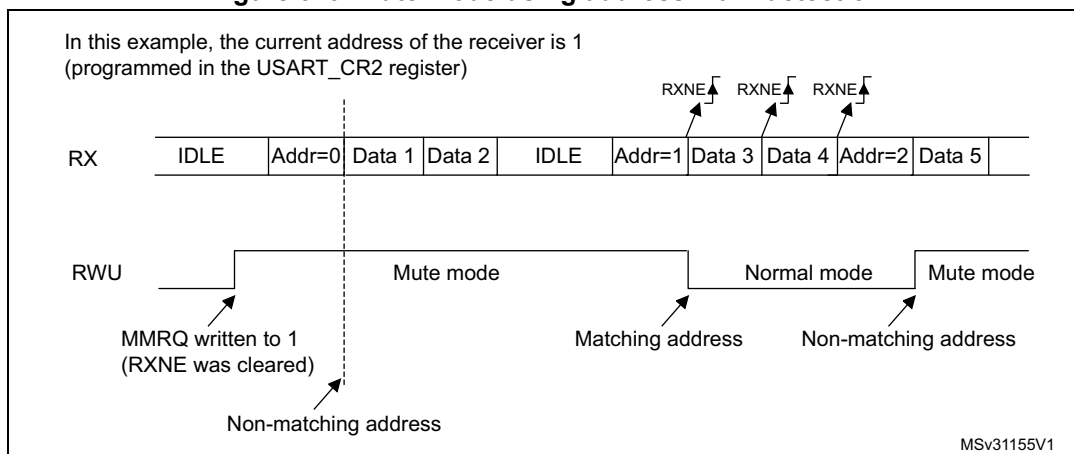 In this example, the current address of the receiver is 1
(programmed in the USART_CR2 register)
RXNE RXNE RXNE
RX IDLE Addr=0 Data 1 Data 2 IDLE Addr=1 Data 3 Data 4 Addr=2 Data 5
RWU Mute mode Normal mode Mute mode
MMRQ written to 1 Matching address Non-matching address
(RXNE was cleared)
Non-matching address
MSv31155V1